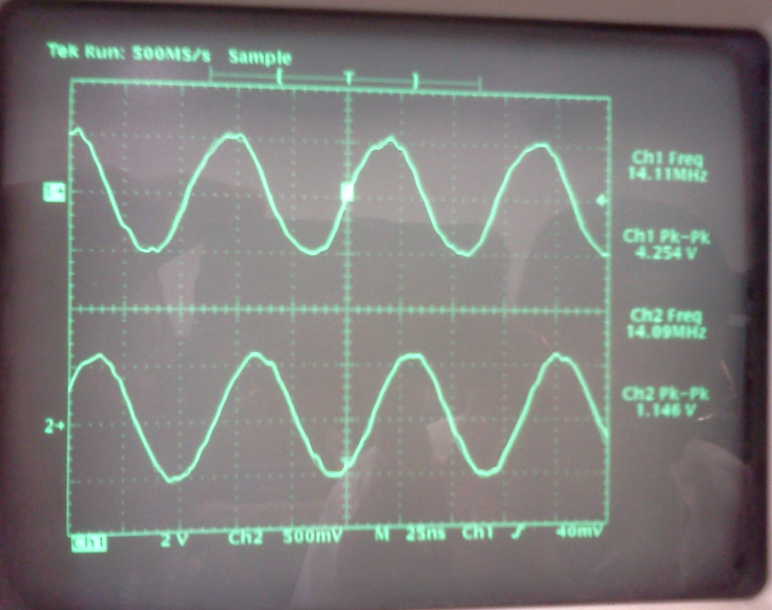 Tek Run: 500MS/s Sample
T
1→
Ch1 Freq
14.11MHz
Ch1 Pk-Pk
4.254 V
Ch2 Freq
14.09MHz
Ch2 Pk-Pk
1.146 V
2→
Ch1 2 V Ch2 500mV M 25ns Ch1 40mV